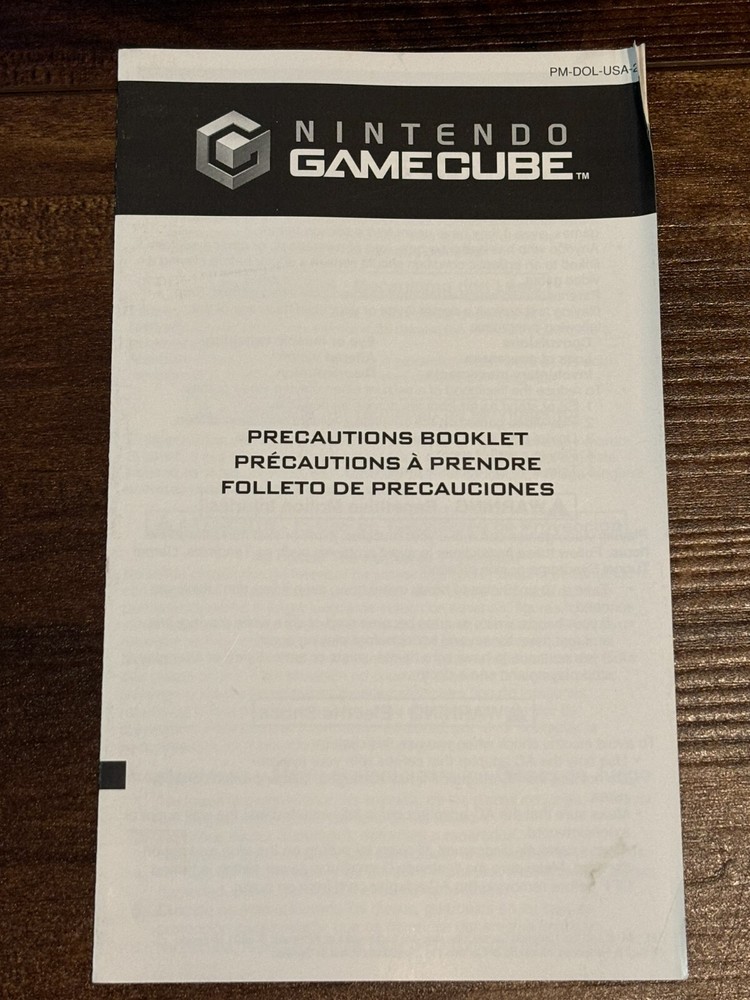 PM-DOL-USA-2
NINTENDO
GAMECUBE™
PRECAUTIONS BOOKLET
PRÉCAUTIONS À PRENDRE
FOLLETO DE PRECAUCIONES